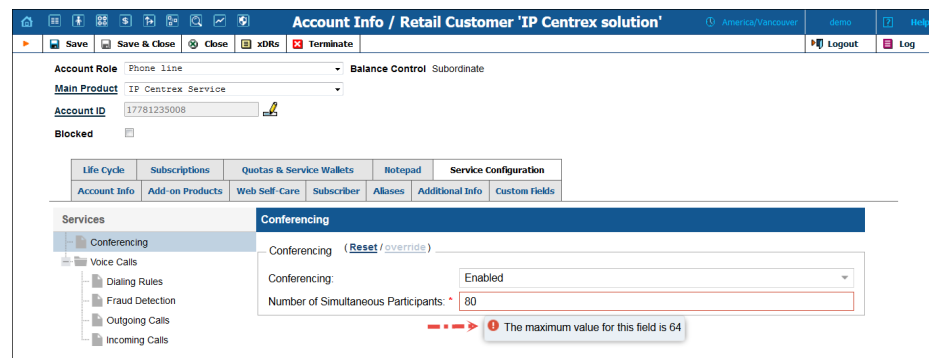 Account Info / Retail Customer 'IP Centrex solution'
America/Vancouver
demo
Help
Save
Save & Close
Close
xDRs
Terminate
Logout
Log
Account Role Phone line
Balance Control Subordinate
Main Product IP Centrex Service
Account ID 17781235008
Blocked
Life Cycle Subscriptions Quotas & Service Wallets Notepad Service Configuration
Account Info Add-on Products Web Self-Care Subscriber Aliases Additional Info Custom Fields
Services
Conferencing
Voice Calls
Dialing Rules
Fraud Detection
Outgoing Calls
Incoming Calls
Conferencing
Conferencing (Reset / override)
Conferencing: Enabled
Number of Simultaneous Participants: * 80
The maximum value for this field is 64